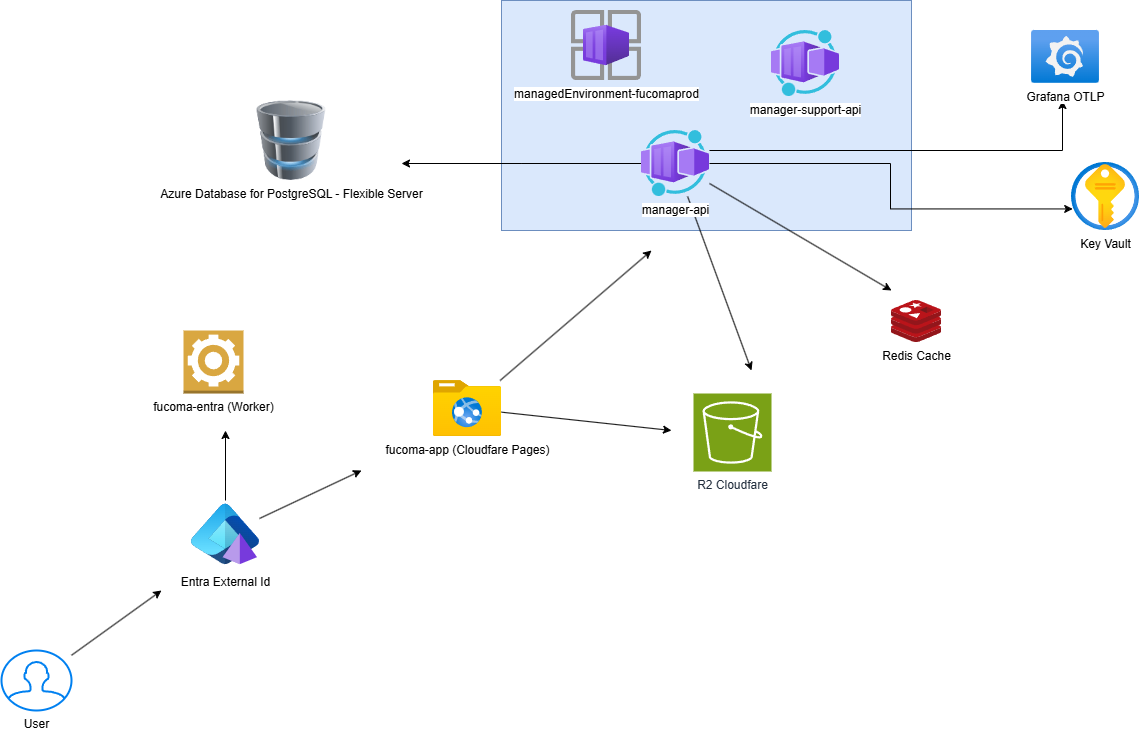 managedEnvironment-fucomaprod
manager-support-api
Grafana OTLP
Azure Database for PostgreSQL - Flexible Server
manager-api
Key Vault
Redis Cache
fucoma-entra (Worker)
fucoma-app (Cloudfare Pages)
R2 Cloudfare
Entra External Id
User